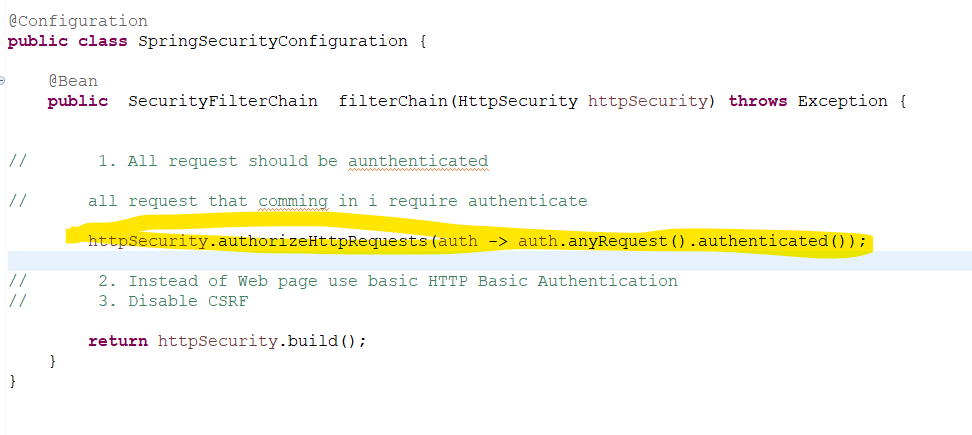 @Configuration
public class SpringSecurityConfiguration {
@Bean
public  SecurityFilterChain  filterChain(HttpSecurity httpSecurity) throws Exception {
//       1. All request should be aunthenticated
//      all request that comming in i require authenticate
httpSecurity.authorizeHttpRequests(auth -> auth.anyRequest().authenticated());
//       2. Instead of Web page use basic HTTP Basic Authentication
//       3. Disable CSRF
return httpSecurity.build();
}
}